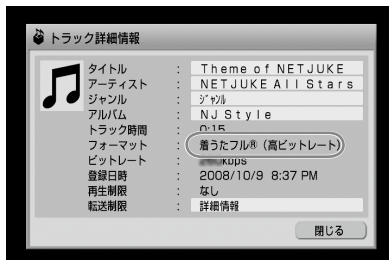 トラック詳細情報
タイトル : Theme of NETJUKE
アーティスト : NETJUKE All Stars
ジャンル : ジャンル
アルバム : NJ Style
トラック時間 : 0:15
フォーマット : 着うたフル®（高ビットレート）
ビットレート : kbps
登録日時 : 2008/10/9 8:37 PM
再生制限 : なし
転送制限 : 詳細情報
閉じる